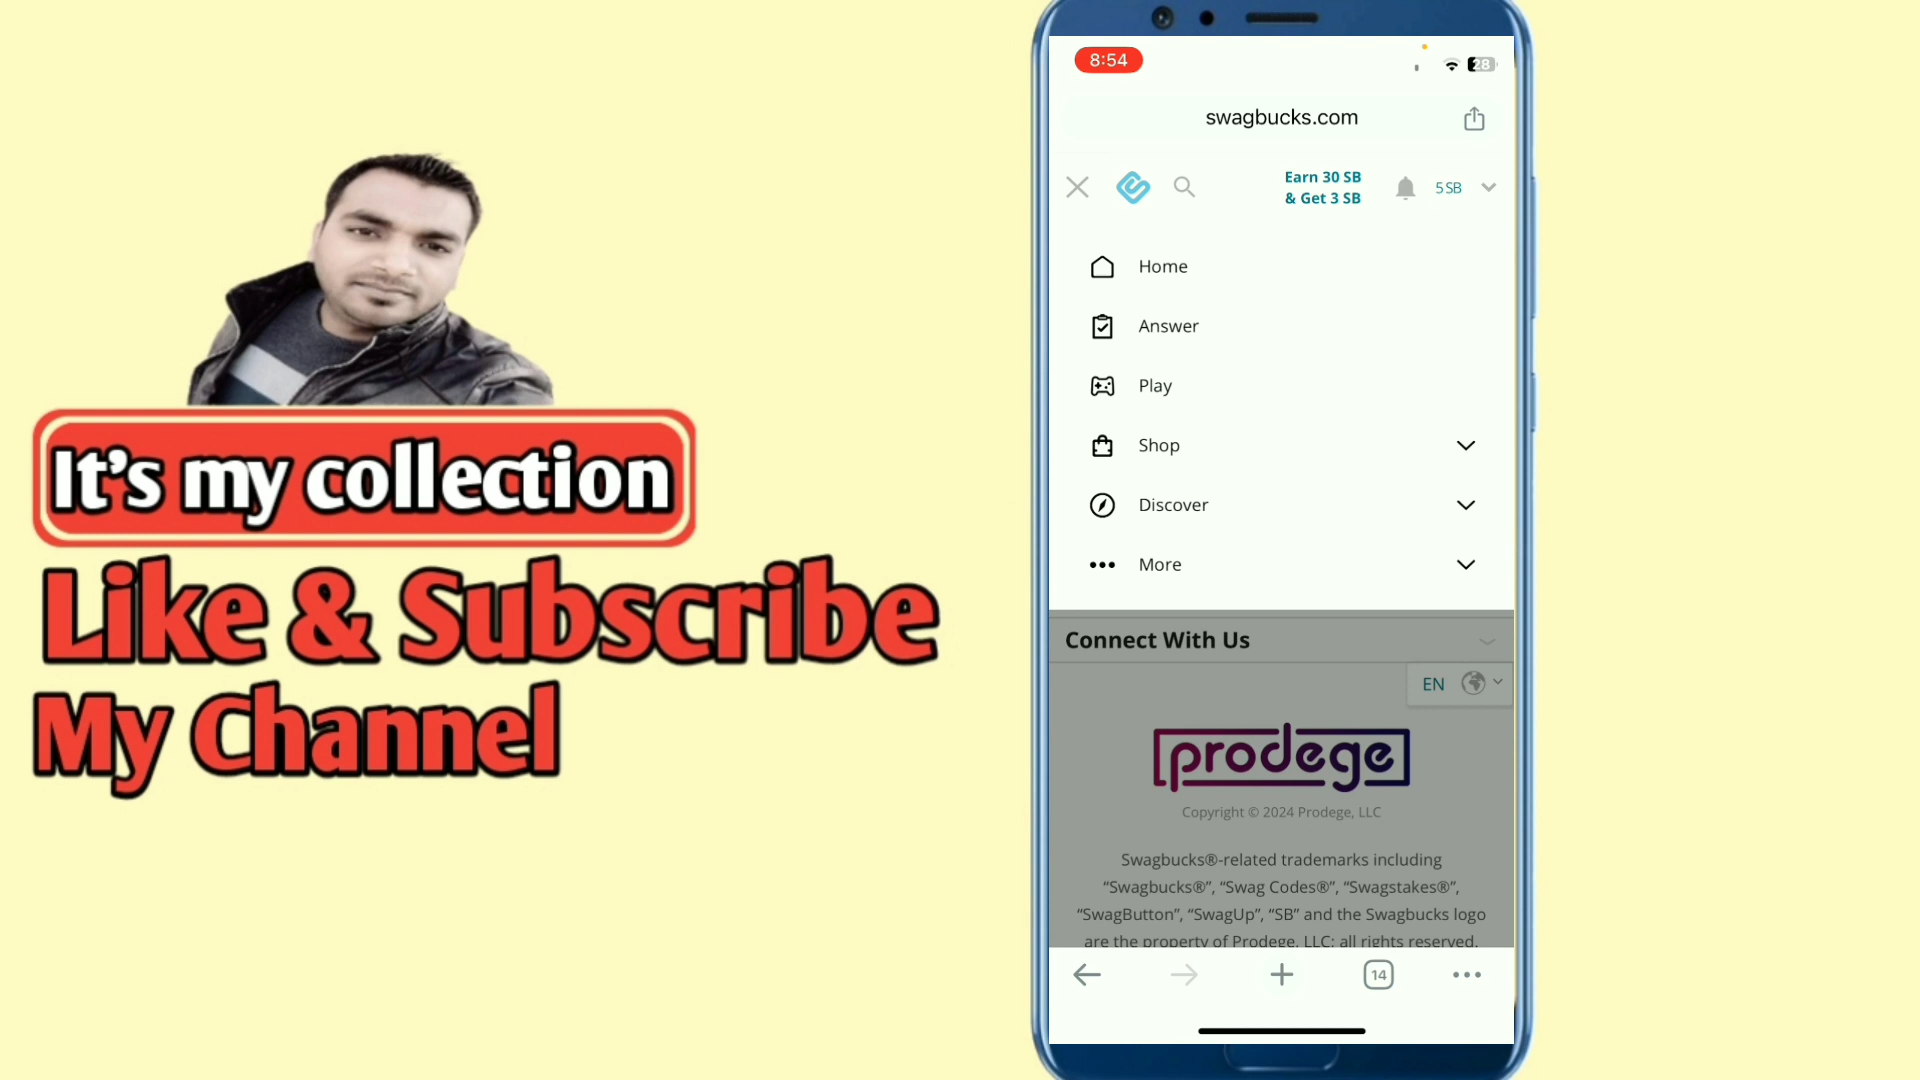 It's my collection
Like & Subscribe
My Channel
8:54
28
swagbucks.com
Earn 30 SB
& Get 3 SB
5 SB
Home
Answer
Play
Shop
Discover
More
Connect With Us
EN
prodege
Copyright © 2024 Prodege, LLC
Swagbucks®-related trademarks including
“Swagbucks®”, “Swag Codes®”, “Swagstakes®”,
“SwagButton”, “SwagUp”, “SB” and the Swagbucks logo
are the property of Prodege, LLC; all rights reserved.
14